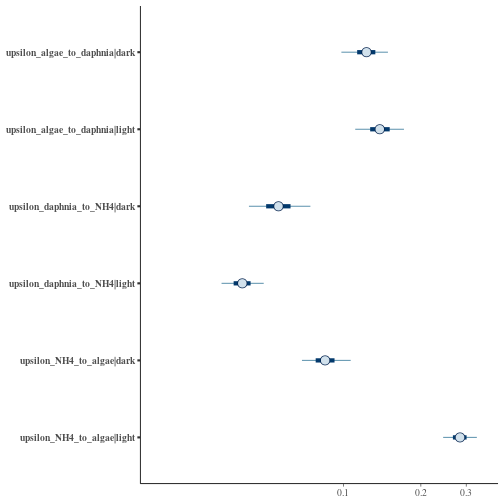 upsilon_algae_to_daphnia|dark
upsilon_algae_to_daphnia|light
upsilon_daphnia_to_NH4|dark
upsilon_daphnia_to_NH4|light
upsilon_NH4_to_algae|dark
upsilon_NH4_to_algae|light
0.1 0.2 0.3